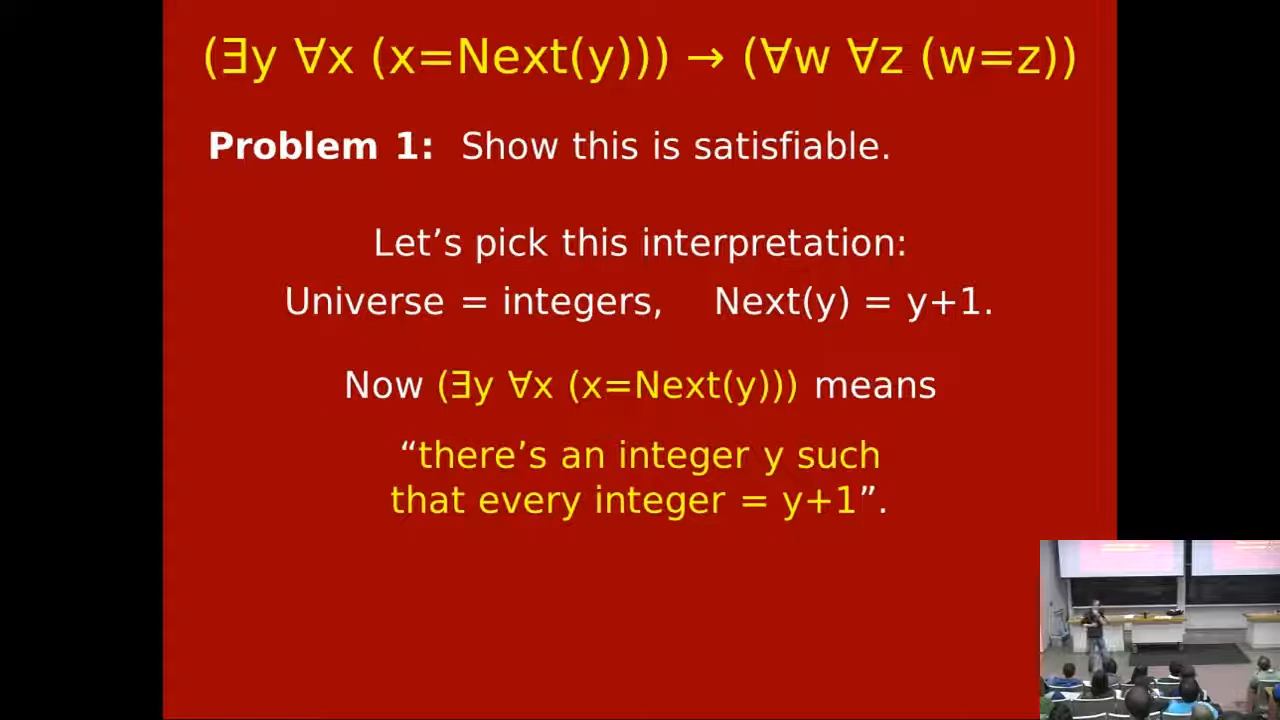 (∃y ∀x (x=Next(y))) → (∀w ∀z (w=z))
Problem 1: Show this is satisfiable.
Let’s pick this interpretation:
Universe = integers, Next(y) = y+1.
Now (∃y ∀x (x=Next(y))) means
“there’s an integer y such
that every integer = y+1”.